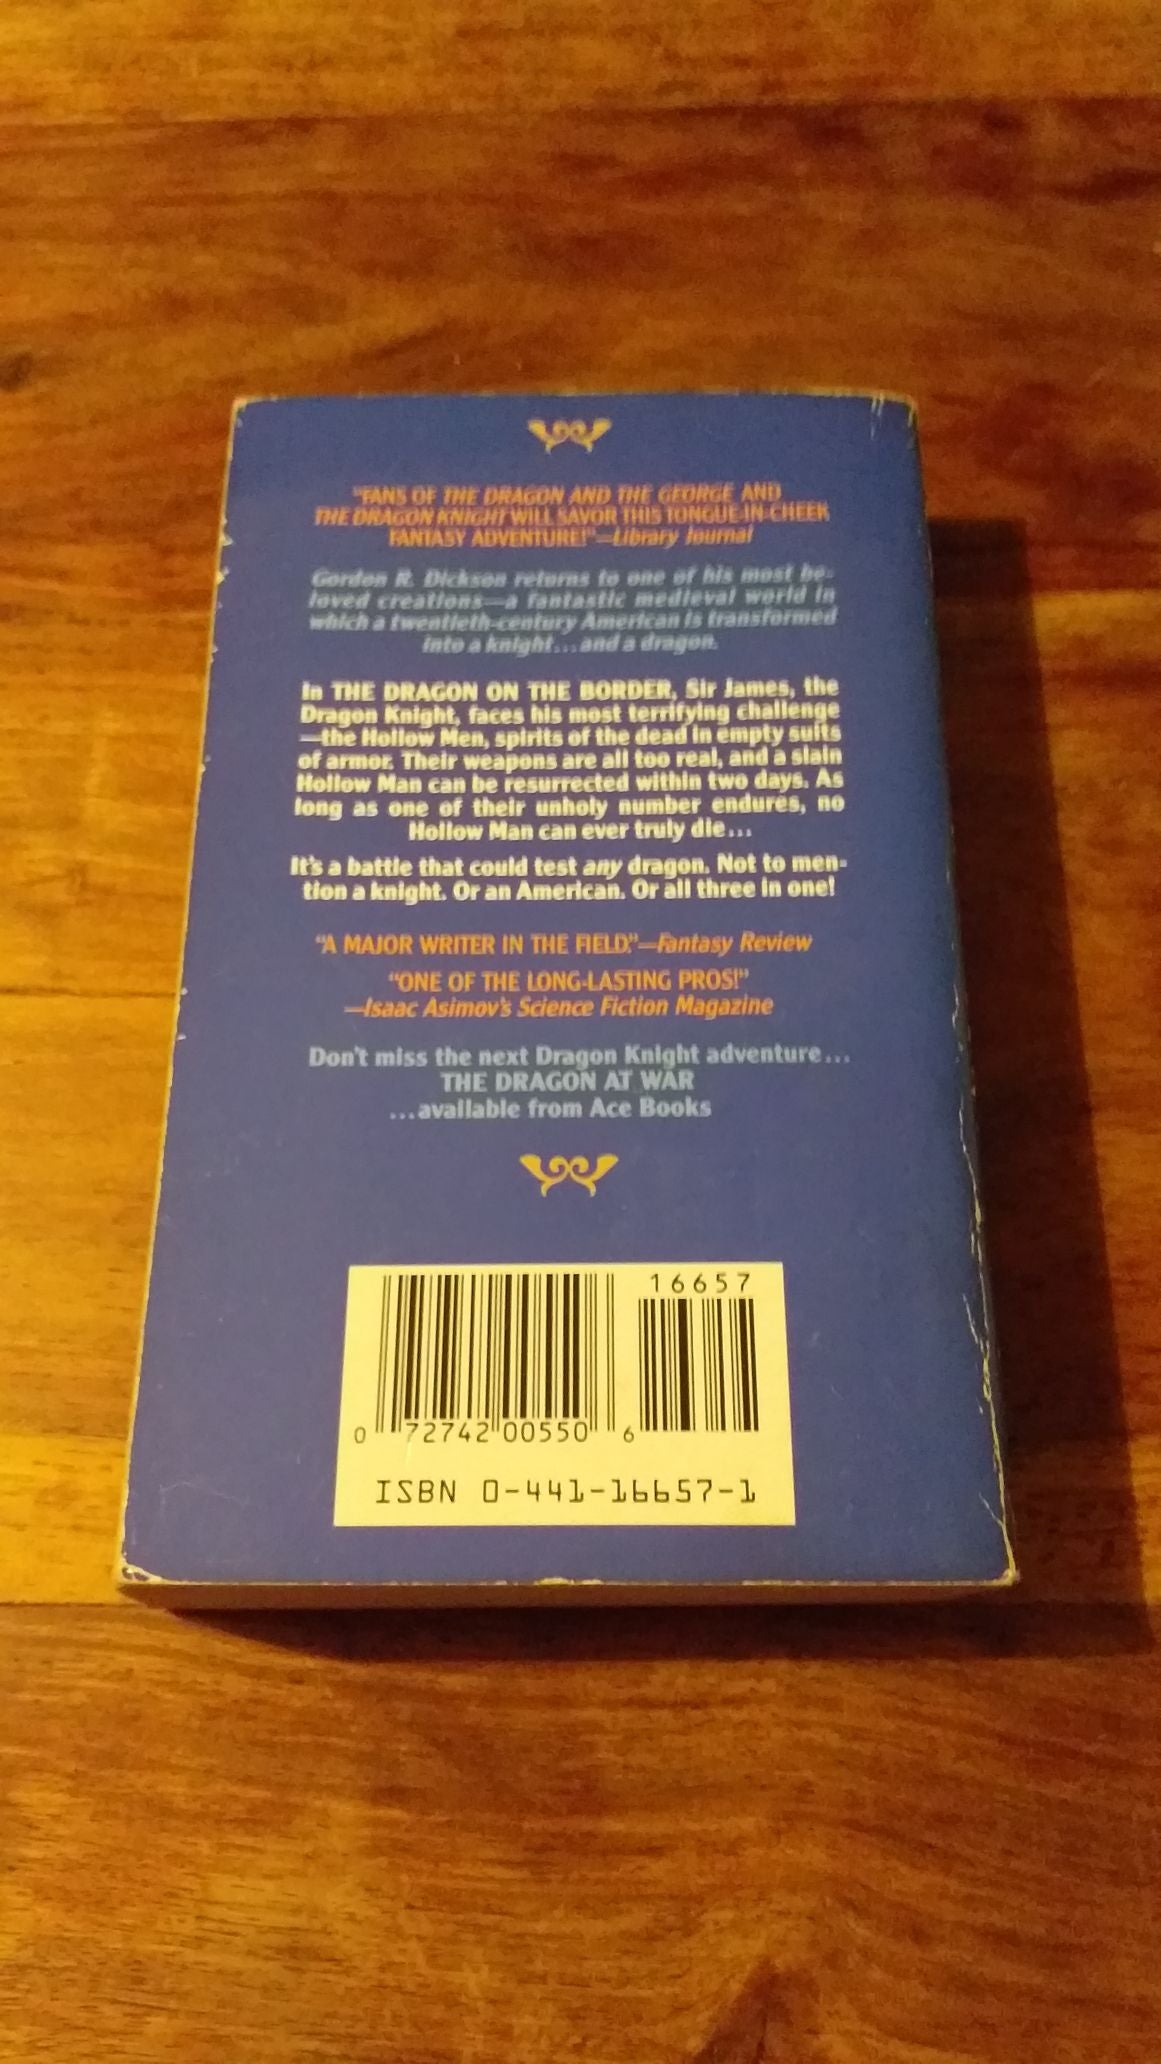 "FANS OF THE DRAGON AND THE GEORGE AND
THE DRAGON KNIGHT WILL SAVOR THIS TONGUE-IN-CHEEK
FANTASY ADVENTURE!"—Library Journal
Gordon R. Dickson returns to one of his most be-
loved creations—a fantastic medieval world in
which a twentieth-century American is transformed
into a knight...and a dragon.
In THE DRAGON ON THE BORDER, Sir James, the
Dragon Knight, faces his most terrifying challenge
—the Hollow Men, spirits of the dead in empty suits
of armor. Their weapons are all too real, and a slain
Hollow Man can be resurrected within two days. As
long as one of their unholy number endures, no
Hollow Man can ever truly die...
It's a battle that could test any dragon. Not to men-
tion a knight. Or an American. Or all three in one!
"A MAJOR WRITER IN THE FIELD."—Fantasy Review
"ONE OF THE LONG-LASTING PROS!"
—Isaac Asimov's Science Fiction Magazine
Don't miss the next Dragon Knight adventure...
THE DRAGON AT WAR
...available from Ace Books
16657
0 72742 00550 6
ISBN 0-441-16657-1